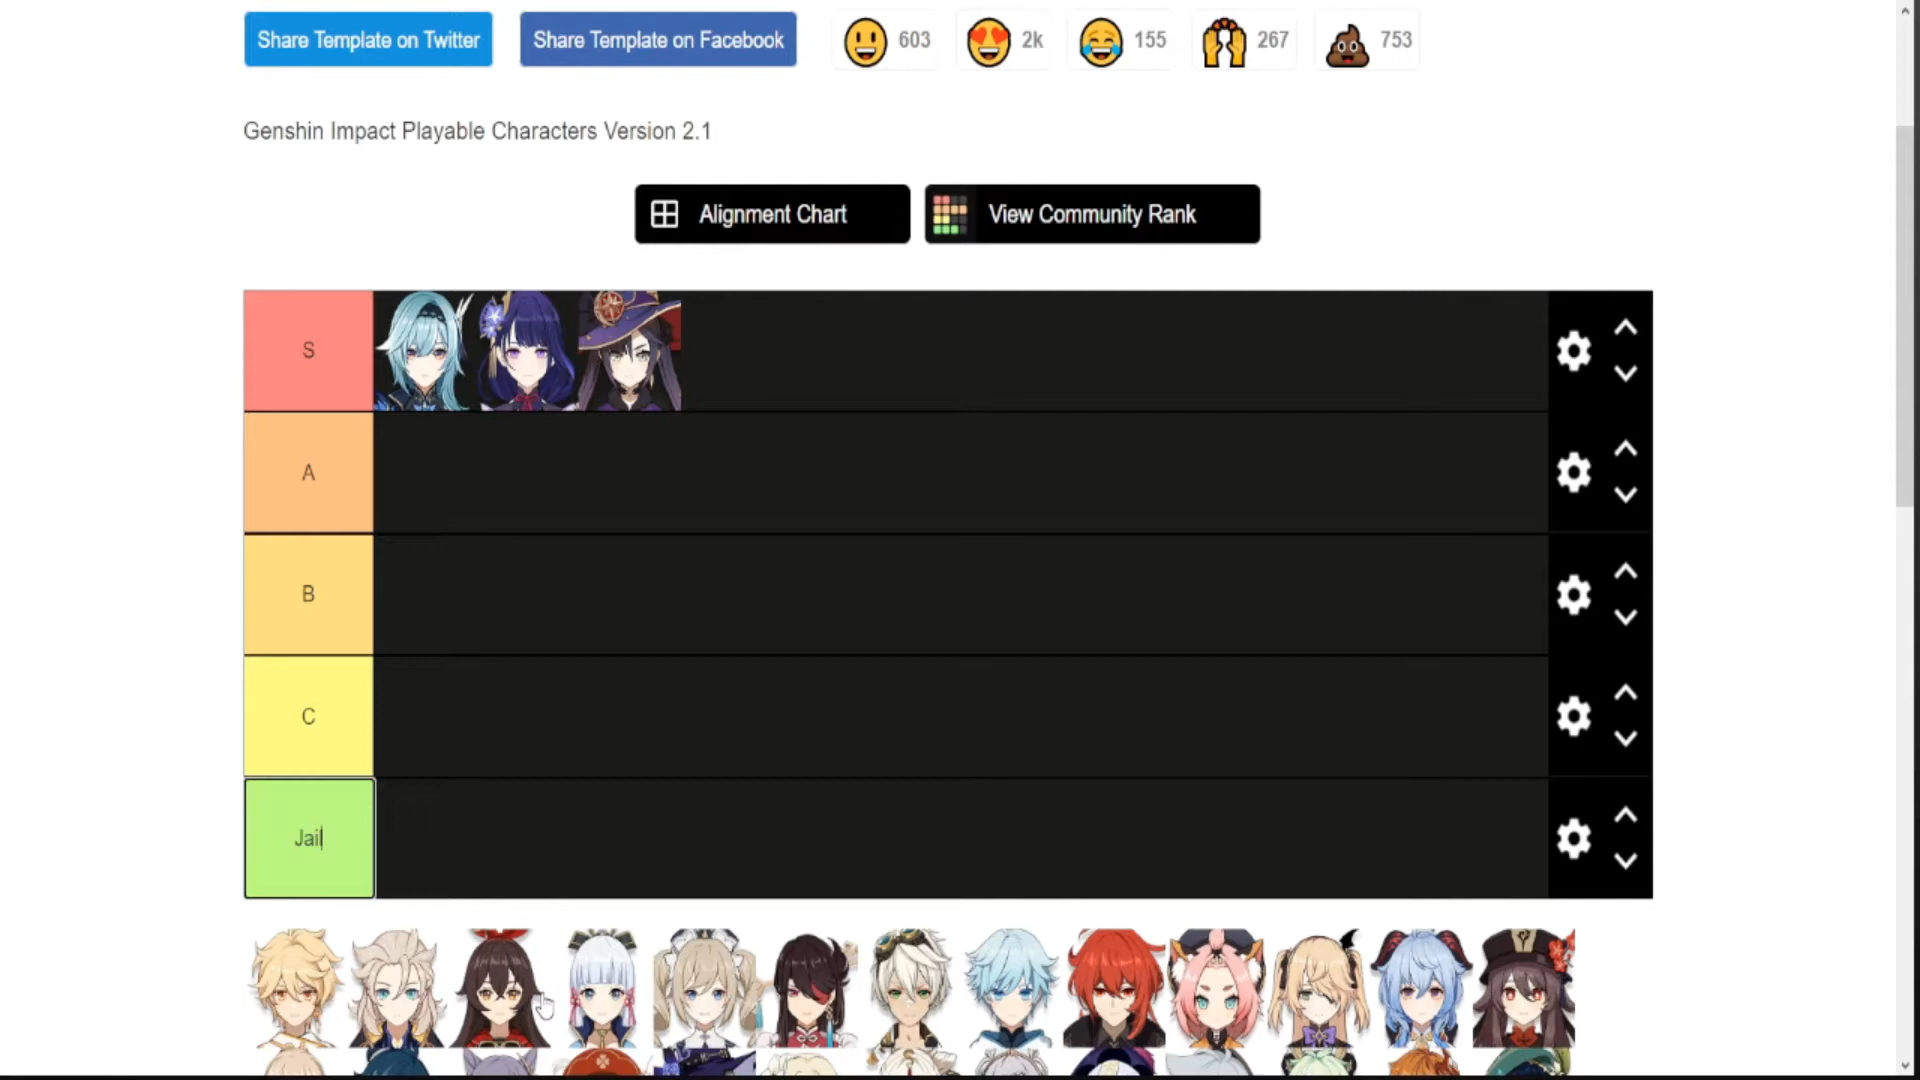 Share Template on Twitter
Share Template on Facebook
603
2k
155
267
753
Genshin Impact Playable Characters Version 2.1
Alignment Chart
View Community Rank
S
A
B
C
Jail